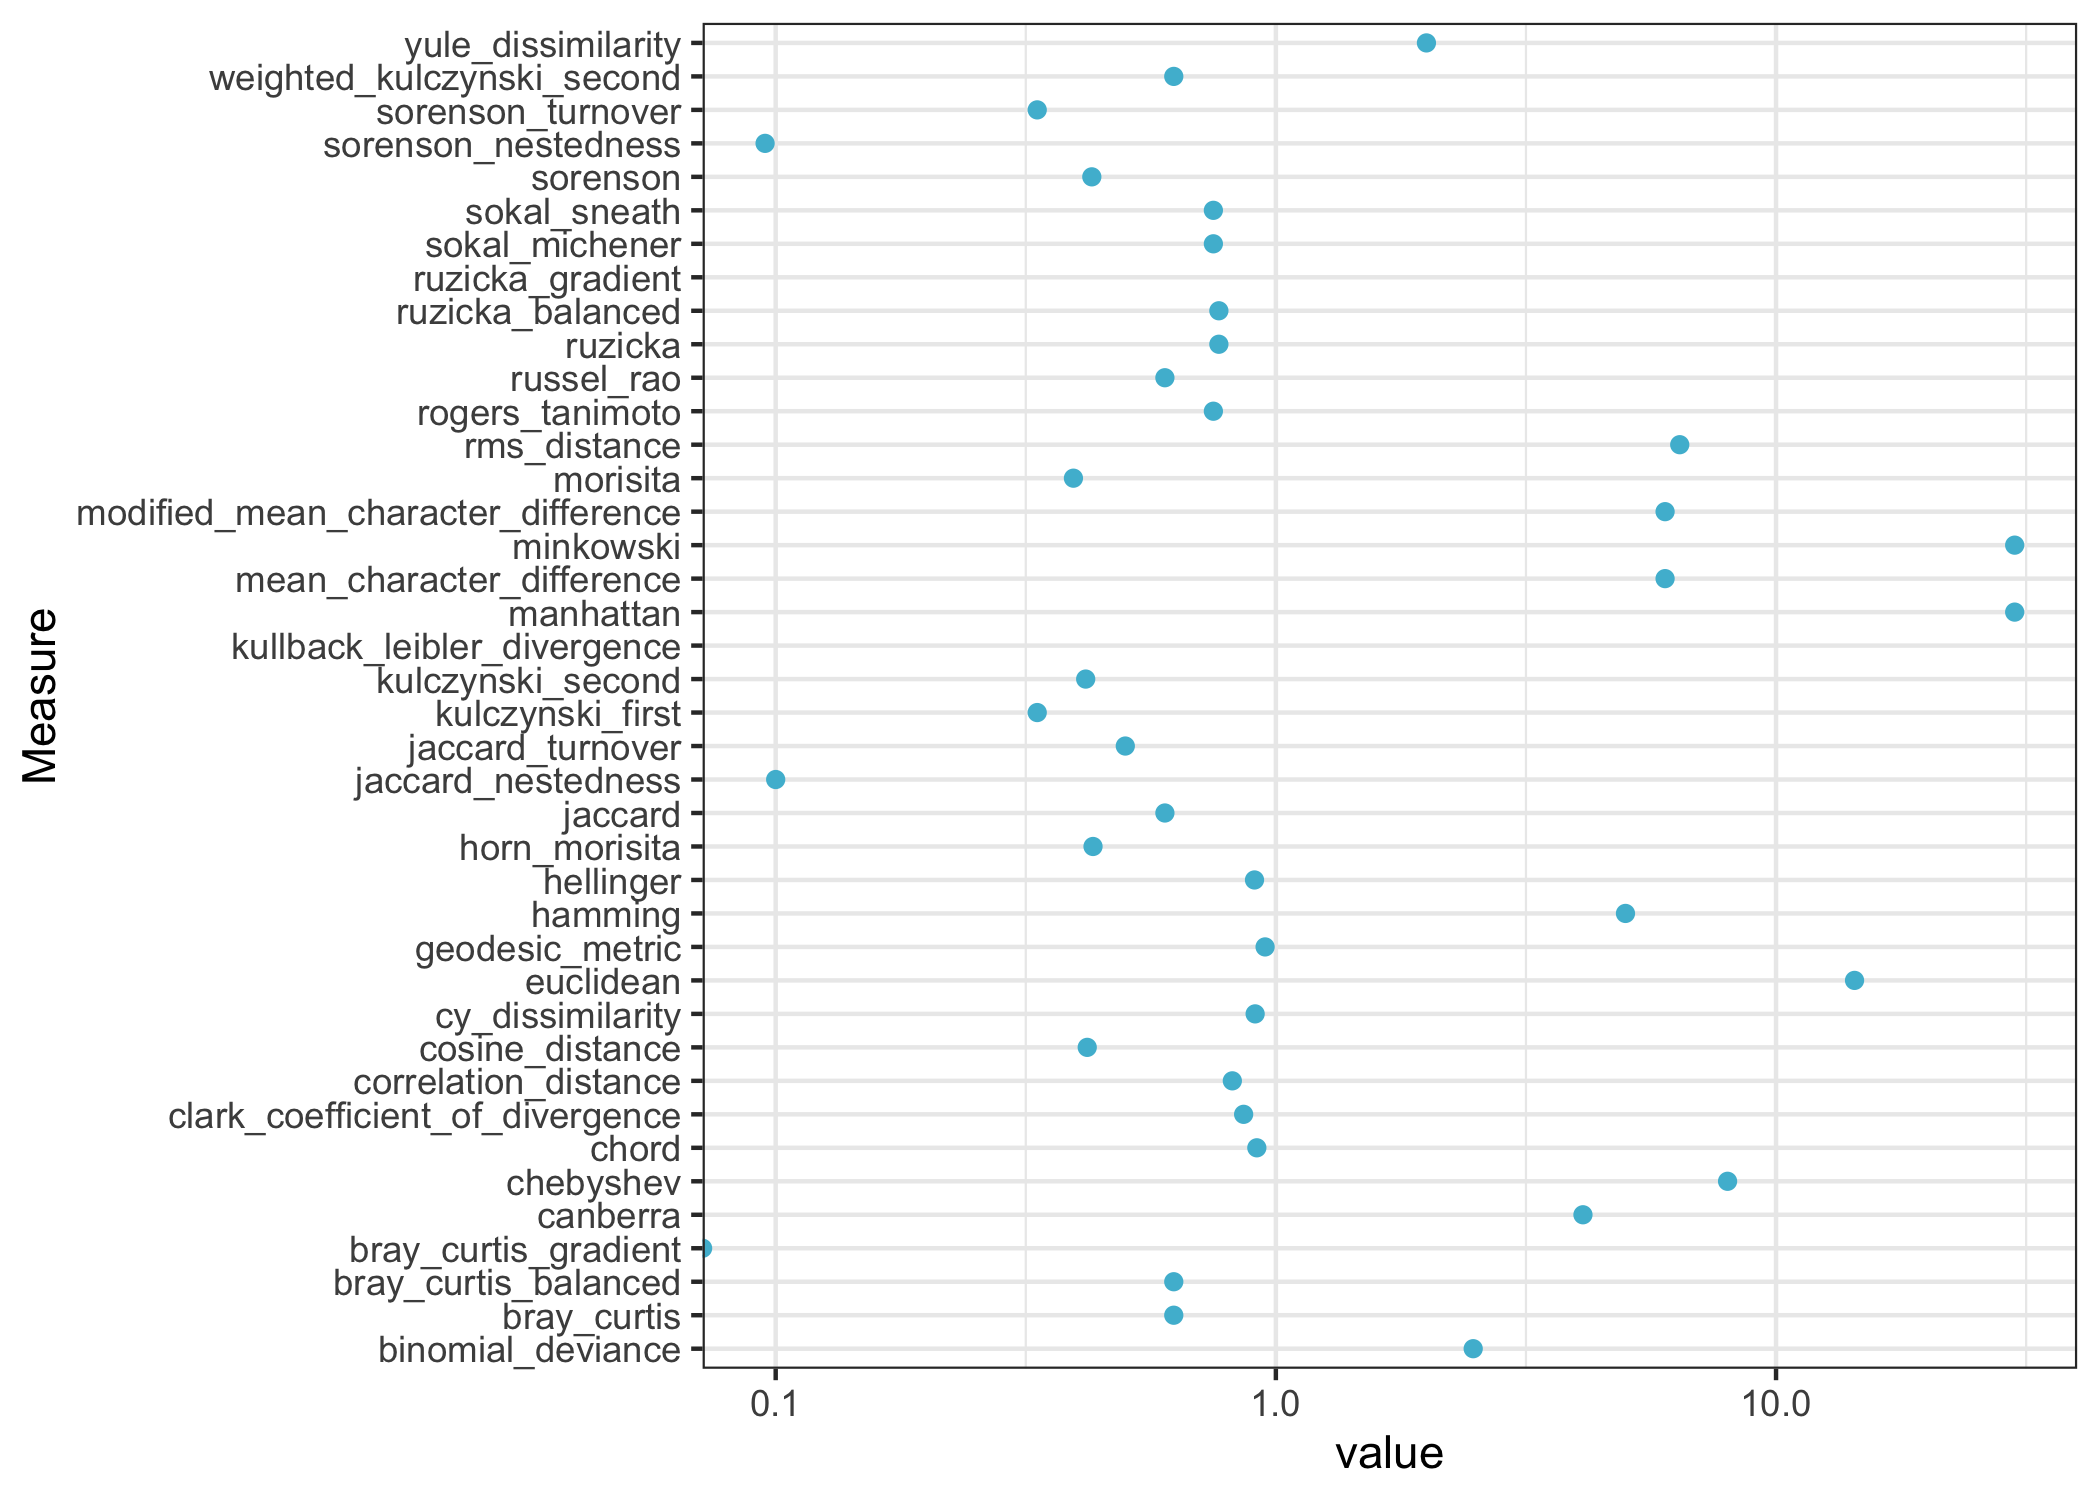 yule_dissimilarity
weighted_kulczynski_second
sorenson_turnover
sorenson_nestedness
sorenson
sokal_sneath
sokal_michener
ruzicka_gradient
ruzicka_balanced
ruzicka
russel_rao
rogers_tanimoto
rms_distance
morisita
modified_mean_character_difference
minkowski
mean_character_difference
manhattan
kullback_leibler_divergence
kulczynski_second
kulczynski_first
jaccard_turnover
jaccard_nestedness
jaccard
horn_morisita
hellinger
hamming
geodesic_metric
euclidean
cy_dissimilarity
cosine_distance
correlation_distance
clark_coefficient_of_divergence
chord
chebyshev
canberra
bray_curtis_gradient
bray_curtis_balanced
bray_curtis
binomial_deviance
Measure
0.1 1.0 10.0
value